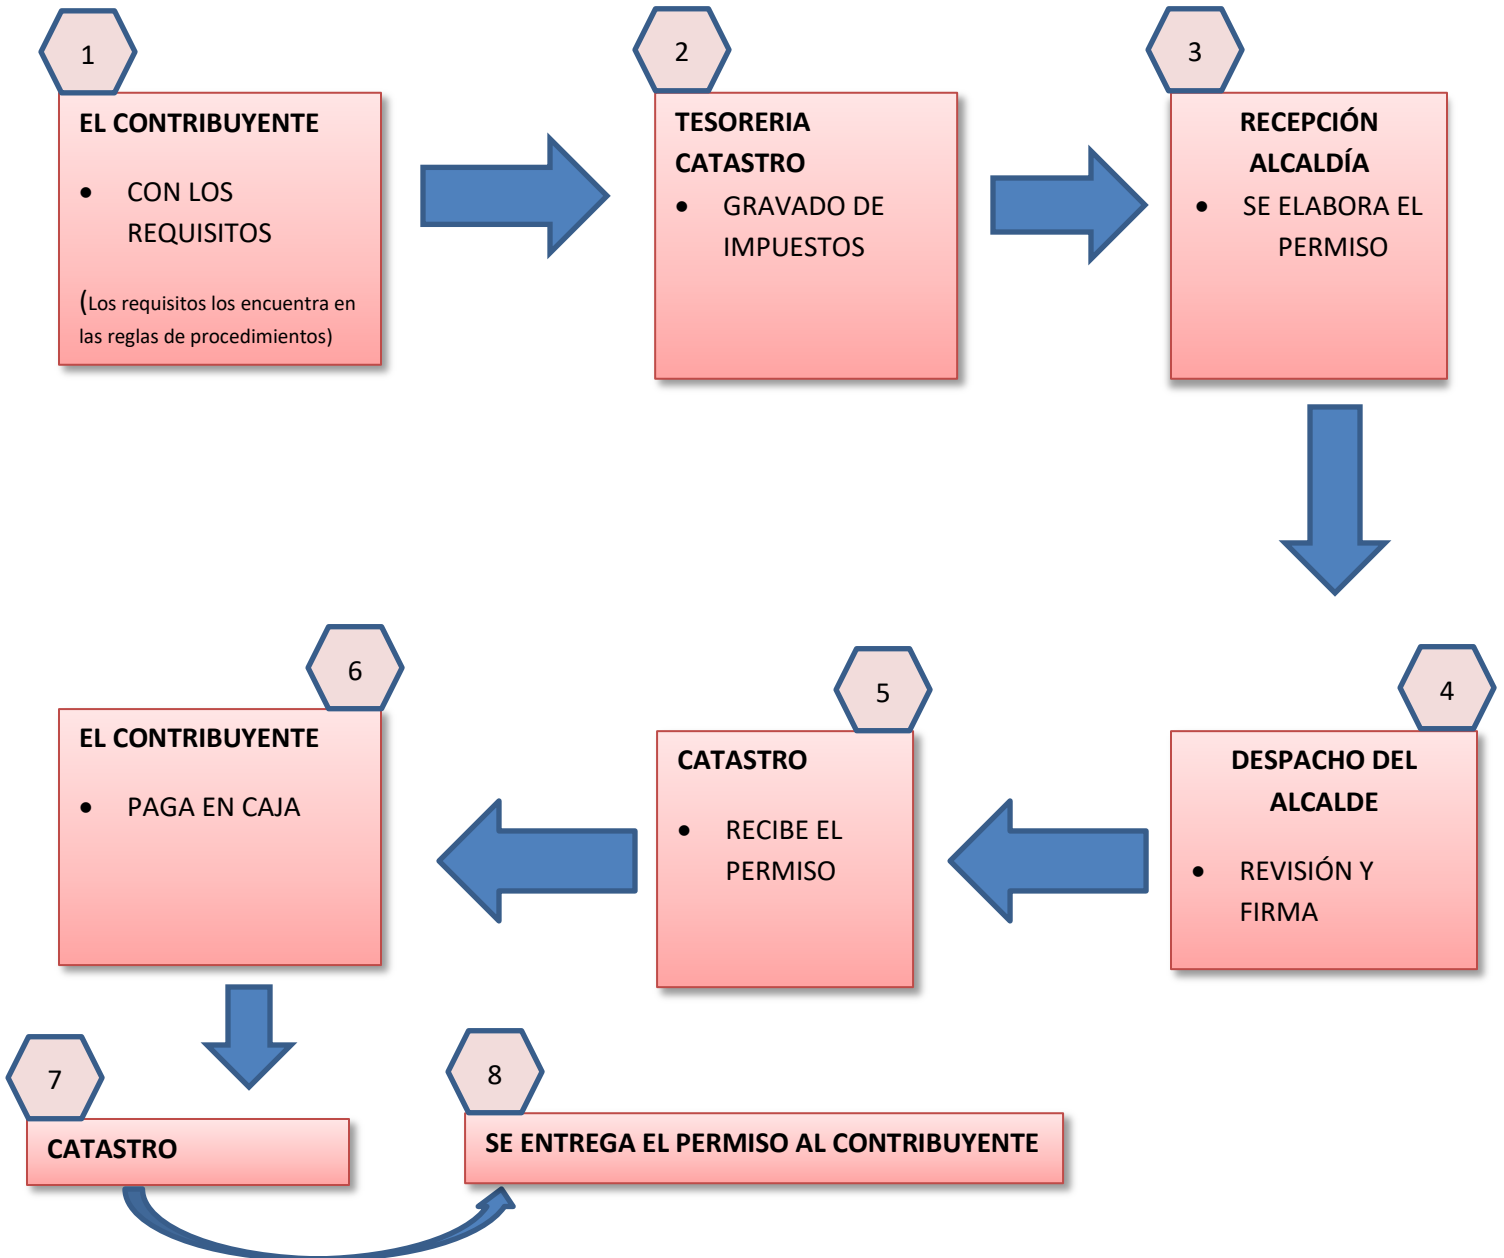 1
EL CONTRIBUYENTE
• CON LOS
REQUISITOS
(Los requisitos los encuentra en
las reglas de procedimientos)
2
TESORERIA
CATASTRO
• GRAVADO DE
IMPUESTOS
3
RECEPCIÓN
ALCALDÍA
• SE ELABORA EL
PERMISO
4
DESPACHO DEL
ALCALDE
• REVISIÓN Y
FIRMA
5
CATASTRO
• RECIBE EL
PERMISO
6
EL CONTRIBUYENTE
• PAGA EN CAJA
7
CATASTRO
8
SE ENTREGA EL PERMISO AL CONTRIBUYENTE